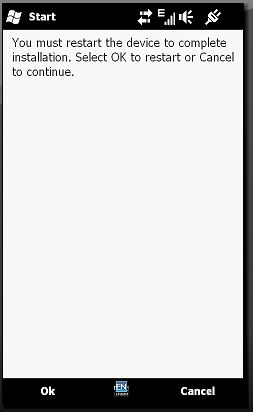 Start
E
You must restart the device to complete
installation. Select OK to restart or Cancel
to continue.
Ok
EN
Cancel